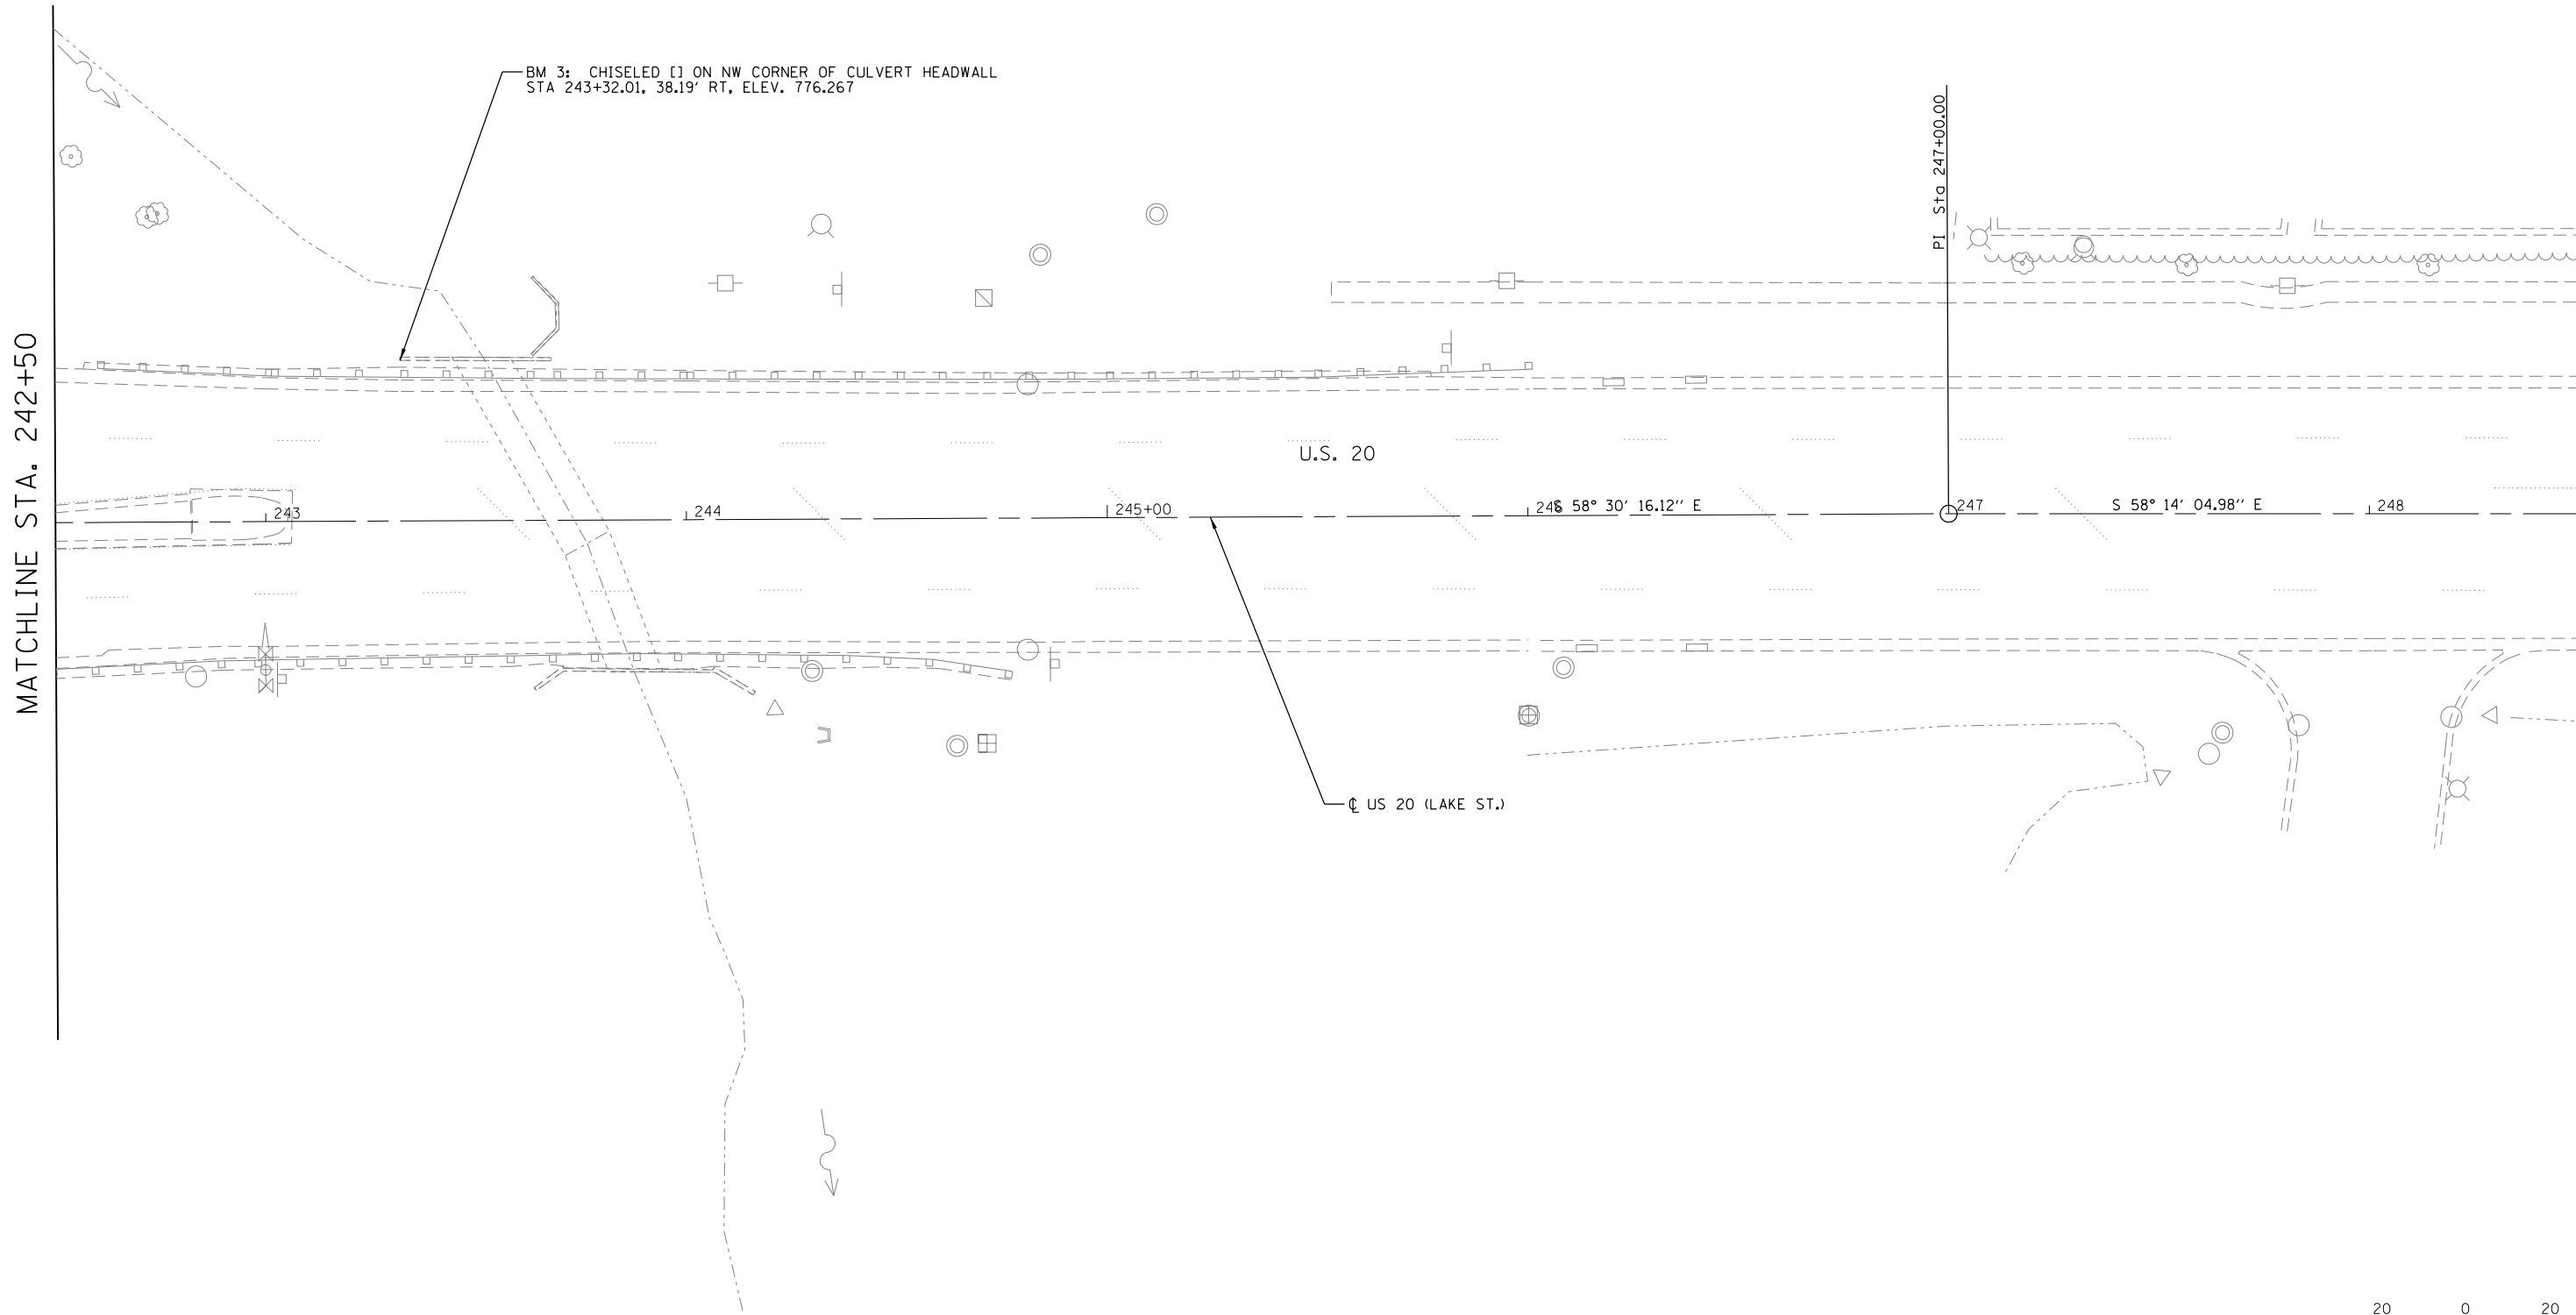 BM 3: CHISELED [] ON NW CORNER OF CULVERT HEADWALL
STA 243+32.01, 38.19' RT, ELEV. 776.267
PI Sta 247+00.00
MATCHLINE STA. 242+50
U.S. 20
243
244
245+00
246
S 58° 30' 16.12'' E
247
S 58° 14' 04.98'' E
248
℄ US 20 (LAKE ST.)
20 0 20